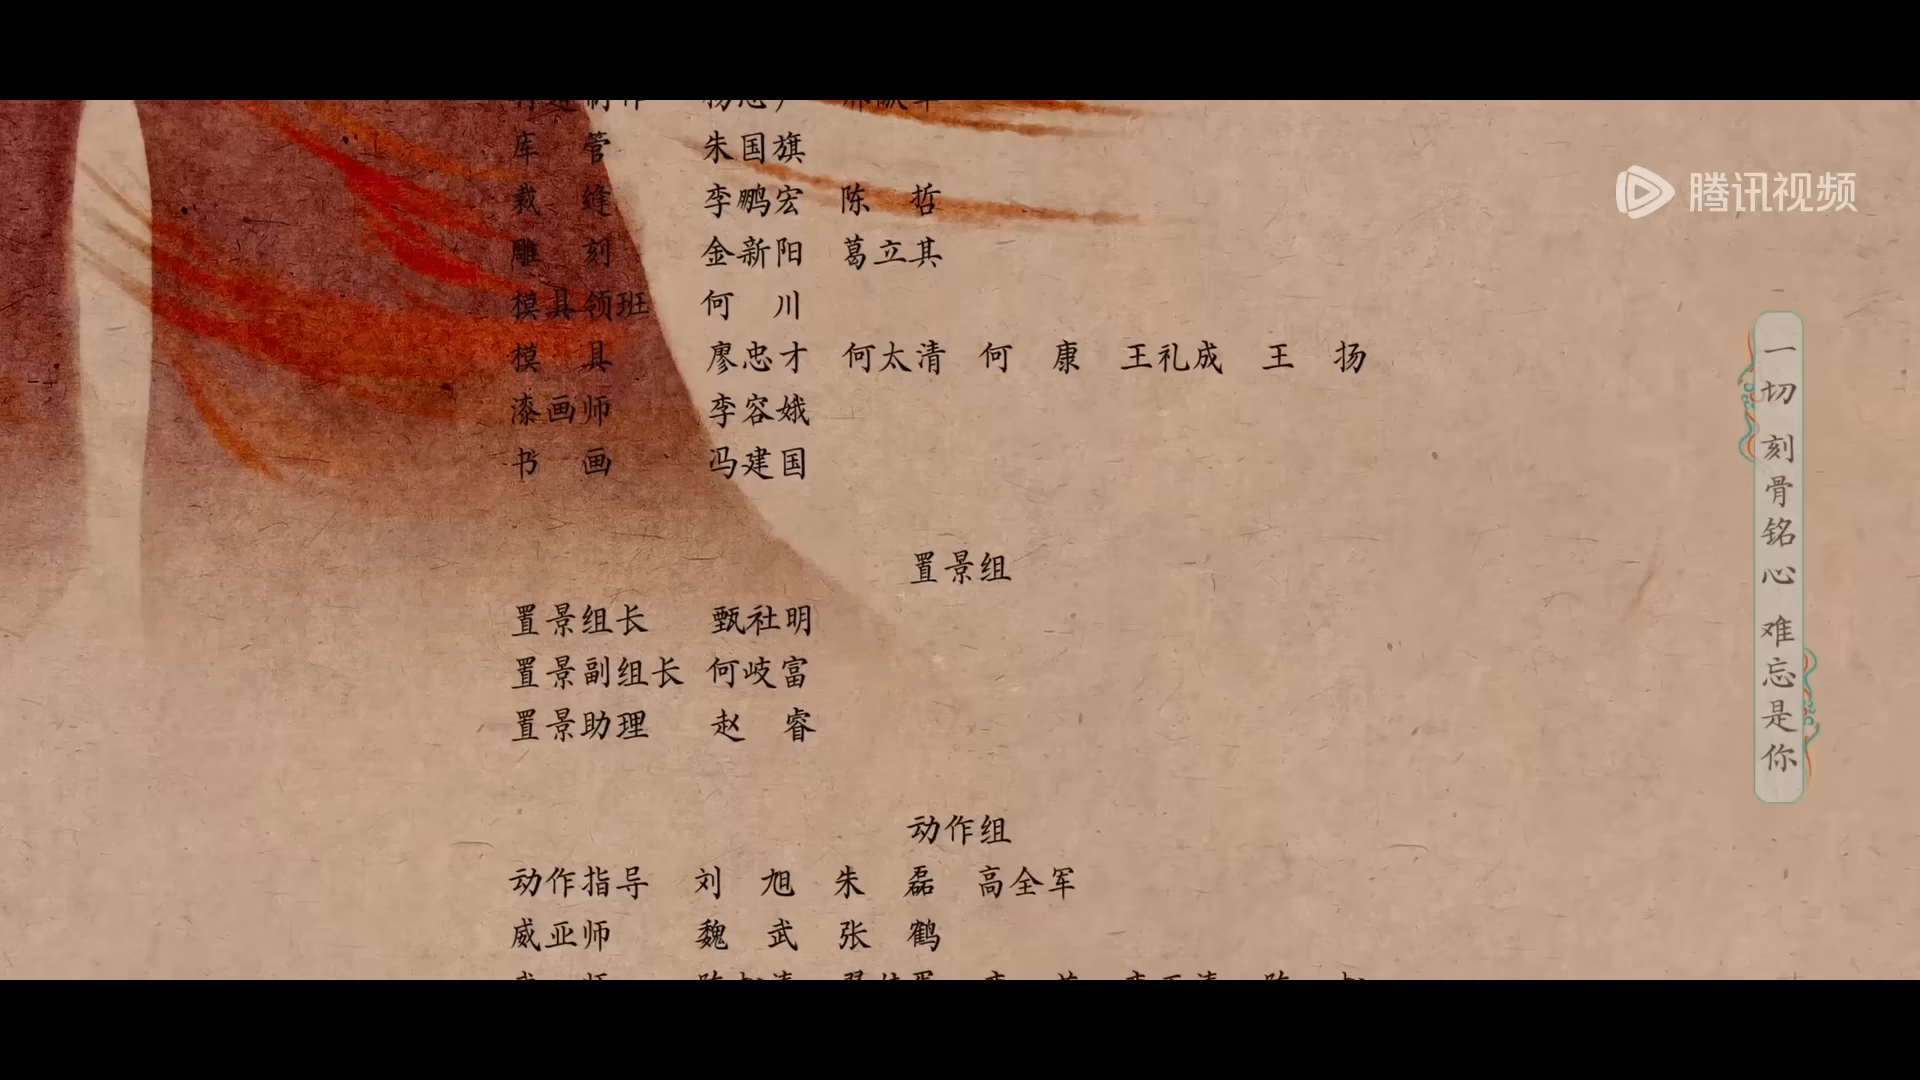 库 管 朱国旗
裁 缝 李鹏宏 陈 哲
雕 刻 金新阳 葛立其
模具领班 何 川
模 具 廖忠才 何太清 何 康 王礼成 王 扬
漆画师 李容娥
书 画 冯建国
置景组
置景组长 甄社明
置景副组长 何岐富
置景助理 赵 睿
动作组
动作指导 刘 旭 朱 磊 高全军
威亚师 魏 武 张 鹤
腾讯视频
一切 刻骨铭心 难忘是你